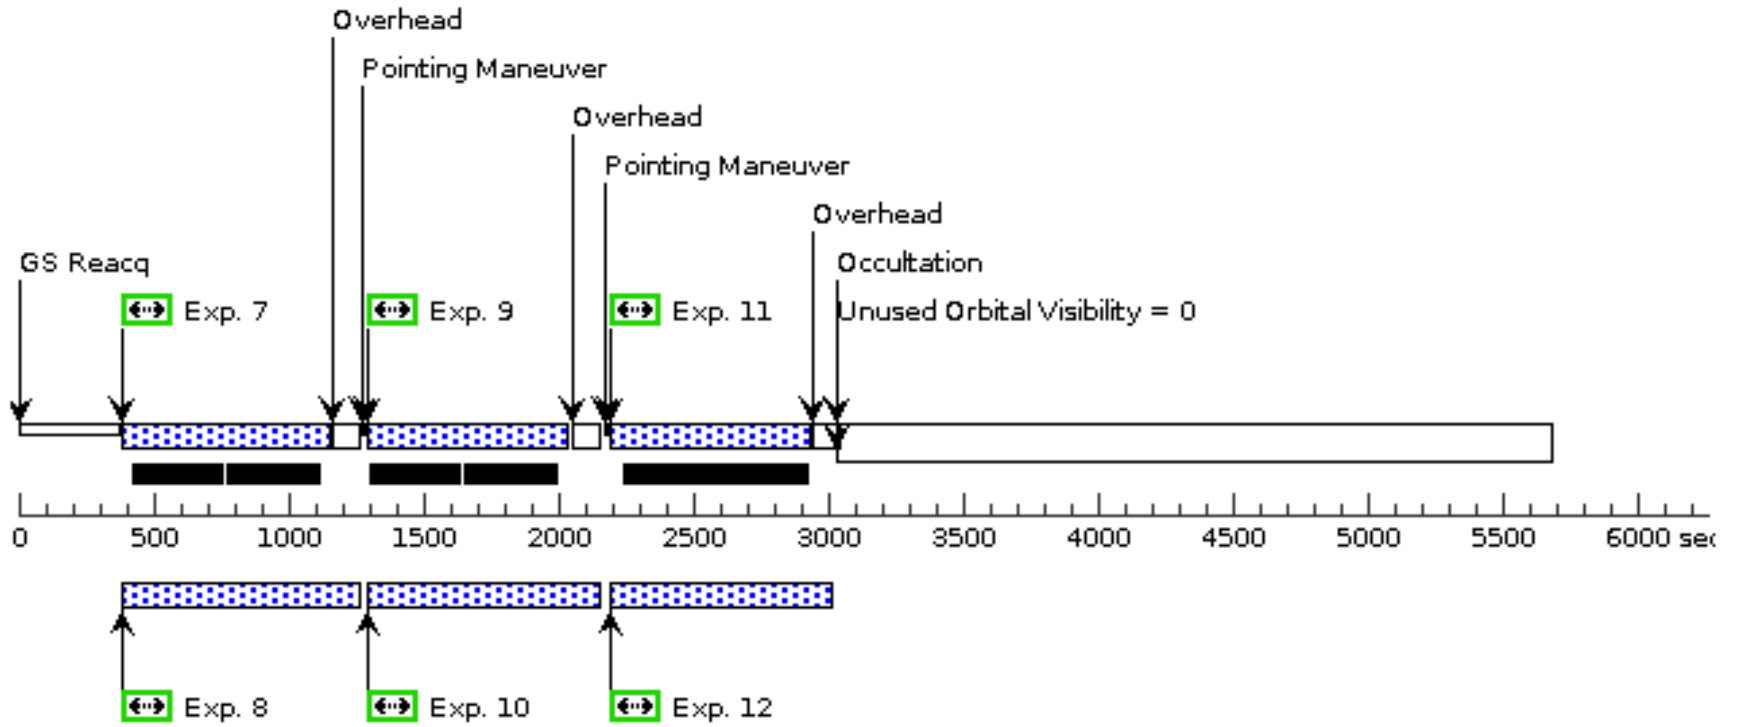 Overhead
Pointing Maneuver
Overhead
Pointing Maneuver
Overhead
GS Reacq
Occultation
Exp. 7
Exp. 9
Exp. 11
Unused Orbital Visibility = 0
0 500 1000 1500 2000 2500 3000 3500 4000 4500 5000 5500 6000 sec
Exp. 8
Exp. 10
Exp. 12